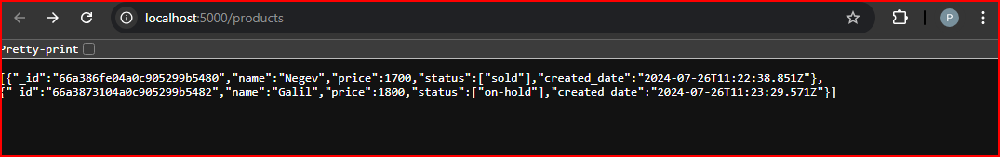 localhost:5000/products
P
Pretty-print
[{"_id":"66a386fe04a0c905299b5480","name":"Negev","price":1700,"status":["sold"],"created_date":"2024-07-26T11:22:38.851Z"},
{"_id":"66a3873104a0c905299b5482","name":"Galil","price":1800,"status":["on-hold"],"created_date":"2024-07-26T11:23:29.571Z"}]